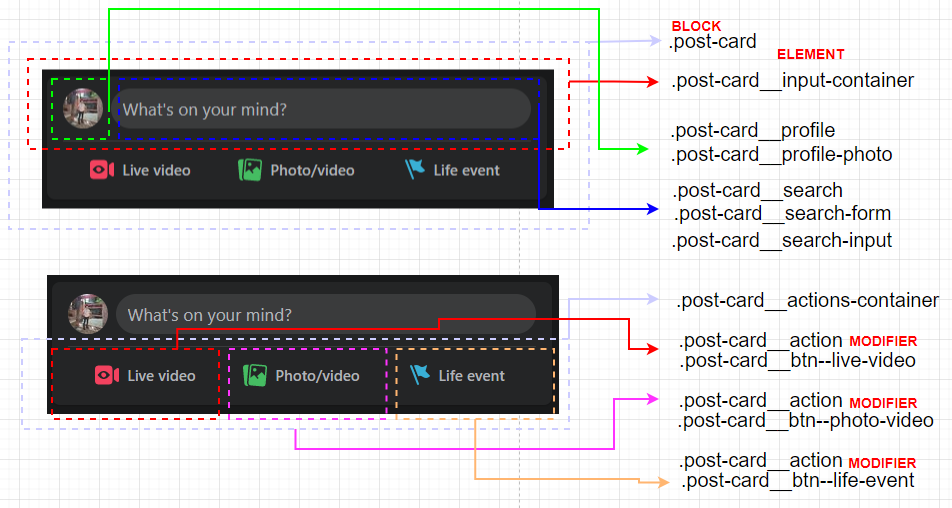 BLOCK
.post-card
ELEMENT
.post-card__input-container
What's on your mind?
.post-card__profile
.post-card__profile-photo
Live video
Photo/video
Life event
.post-card__search
.post-card__search-form
.post-card__search-input
.post-card__actions-container
What's on your mind?
.post-card__action MODIFIER
.post-card__btn--live-video
Live video
Photo/video
Life event
.post-card__action MODIFIER
.post-card__btn--photo-video
.post-card__action MODIFIER
.post-card__btn--life-event